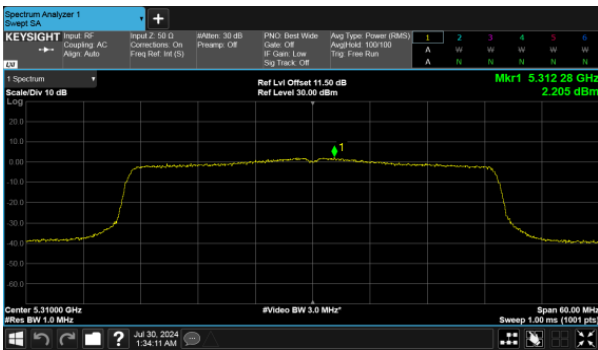 Spectrum Analyzer 1
Swept SA
+
KEYSIGHT Input: RF Input Z: 50 Ω #Atten: 30 dB PNO: Best Wide Avg Type: Power (RMS) 1 2 3 4 5 6
Coupling: AC Corrections: On Preamp: Off Gate: Off Avg|Hold: 100/100 A W W W W W
Align: Auto Freq Ref: Int (S) IF Gain: Low Trig: Free Run
Sig Track: Off A N N N N N
LXI
1 Spectrum Ref Lvl Offset 11.50 dB Mkr1 5.312 28 GHz
Scale/Div 10 dB Ref Level 30.00 dBm 2.205 dBm
Log
20.0
10.0
0.00
-10.0
-20.0
-30.0
-40.0
-50.0
-60.0
1
Center 5.31000 GHz #Video BW 3.0 MHz* Span 60.00 MHz
#Res BW 1.0 MHz Sweep 1.00 ms (1001 pts)
? Jul 30, 2024
1:34:11 AM